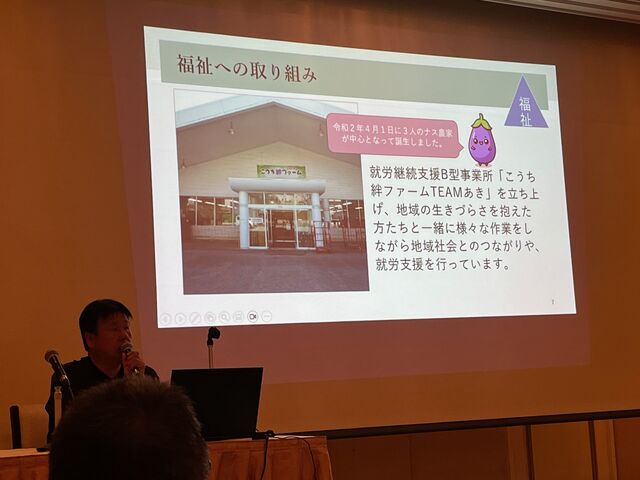 福祉への取り組み
福
祉
令和２年４月１日に３人のナス農家
が中心となって誕生しました。
こうち絆ファーム
就労継続支援B型事業所「こうち
絆ファームTEAMあき」を立ち上
げ、地域の生きづらさを抱えた
方たちと一緒に様々な作業をし
ながら地域社会とのつながりや、
就労支援を行っています。
7